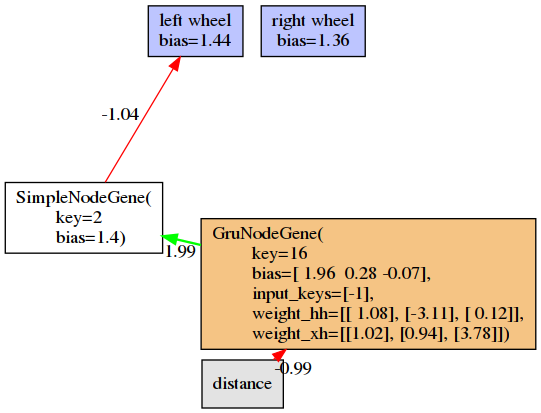 left wheel
bias=1.44
right wheel
bias=1.36
-1.04
SimpleNodeGene(
key=2
bias=1.4)
1.99
GruNodeGene(
key=16
bias=[ 1.96  0.28 -0.07],
input_keys=[-1],
weight_hh=[[ 1.08], [-3.11], [ 0.12]],
weight_xh=[[1.02], [0.94], [3.78]])
-0.99
distance